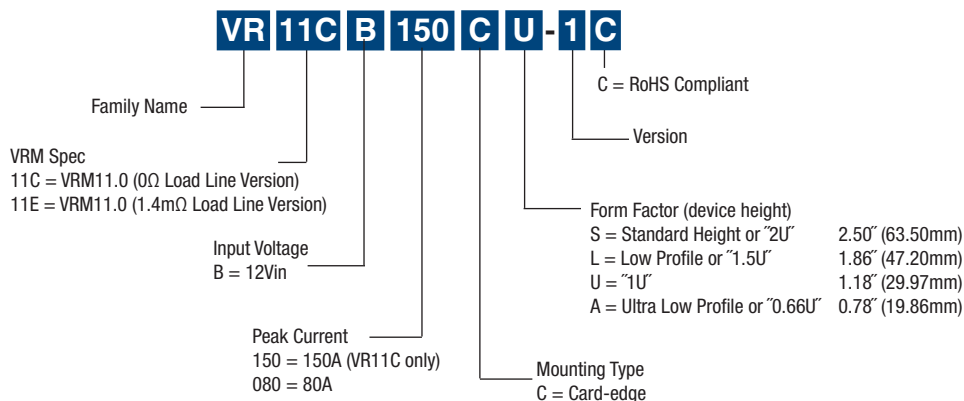 VR 11C B 150 C U - 1 C
C = RoHS Compliant
Family Name
Version
VRM Spec
11C = VRM11.0 (0Ω Load Line Version)
11E = VRM11.0 (1.4mΩ Load Line Version)
Form Factor (device height)
S = Standard Height or ˝2U˝ 2.50˝ (63.50mm)
L = Low Profile or ˝1.5U˝ 1.86˝ (47.20mm)
U = ˝1U˝ 1.18˝ (29.97mm)
A = Ultra Low Profile or ˝0.66U˝ 0.78˝ (19.86mm)
Input Voltage
B = 12Vin
Peak Current
150 = 150A (VR11C only)
080 = 80A
Mounting Type
C = Card-edge